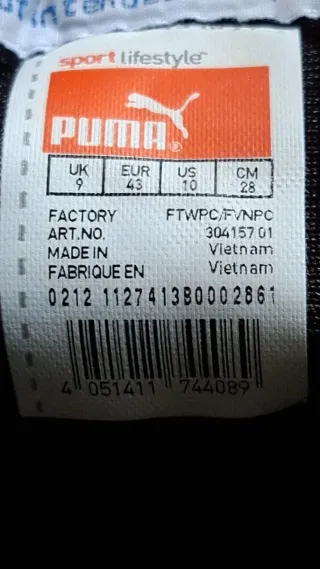 sport lifestyle™
PUMA®
UK EUR US CM
9 43 10 28
FACTORY FTWPC/FVNPC
ART.NO. 304157 01
MADE IN Vietnam
FABRIQUE EN Vietnam
0212 1127413B0002861
4 051411 744089